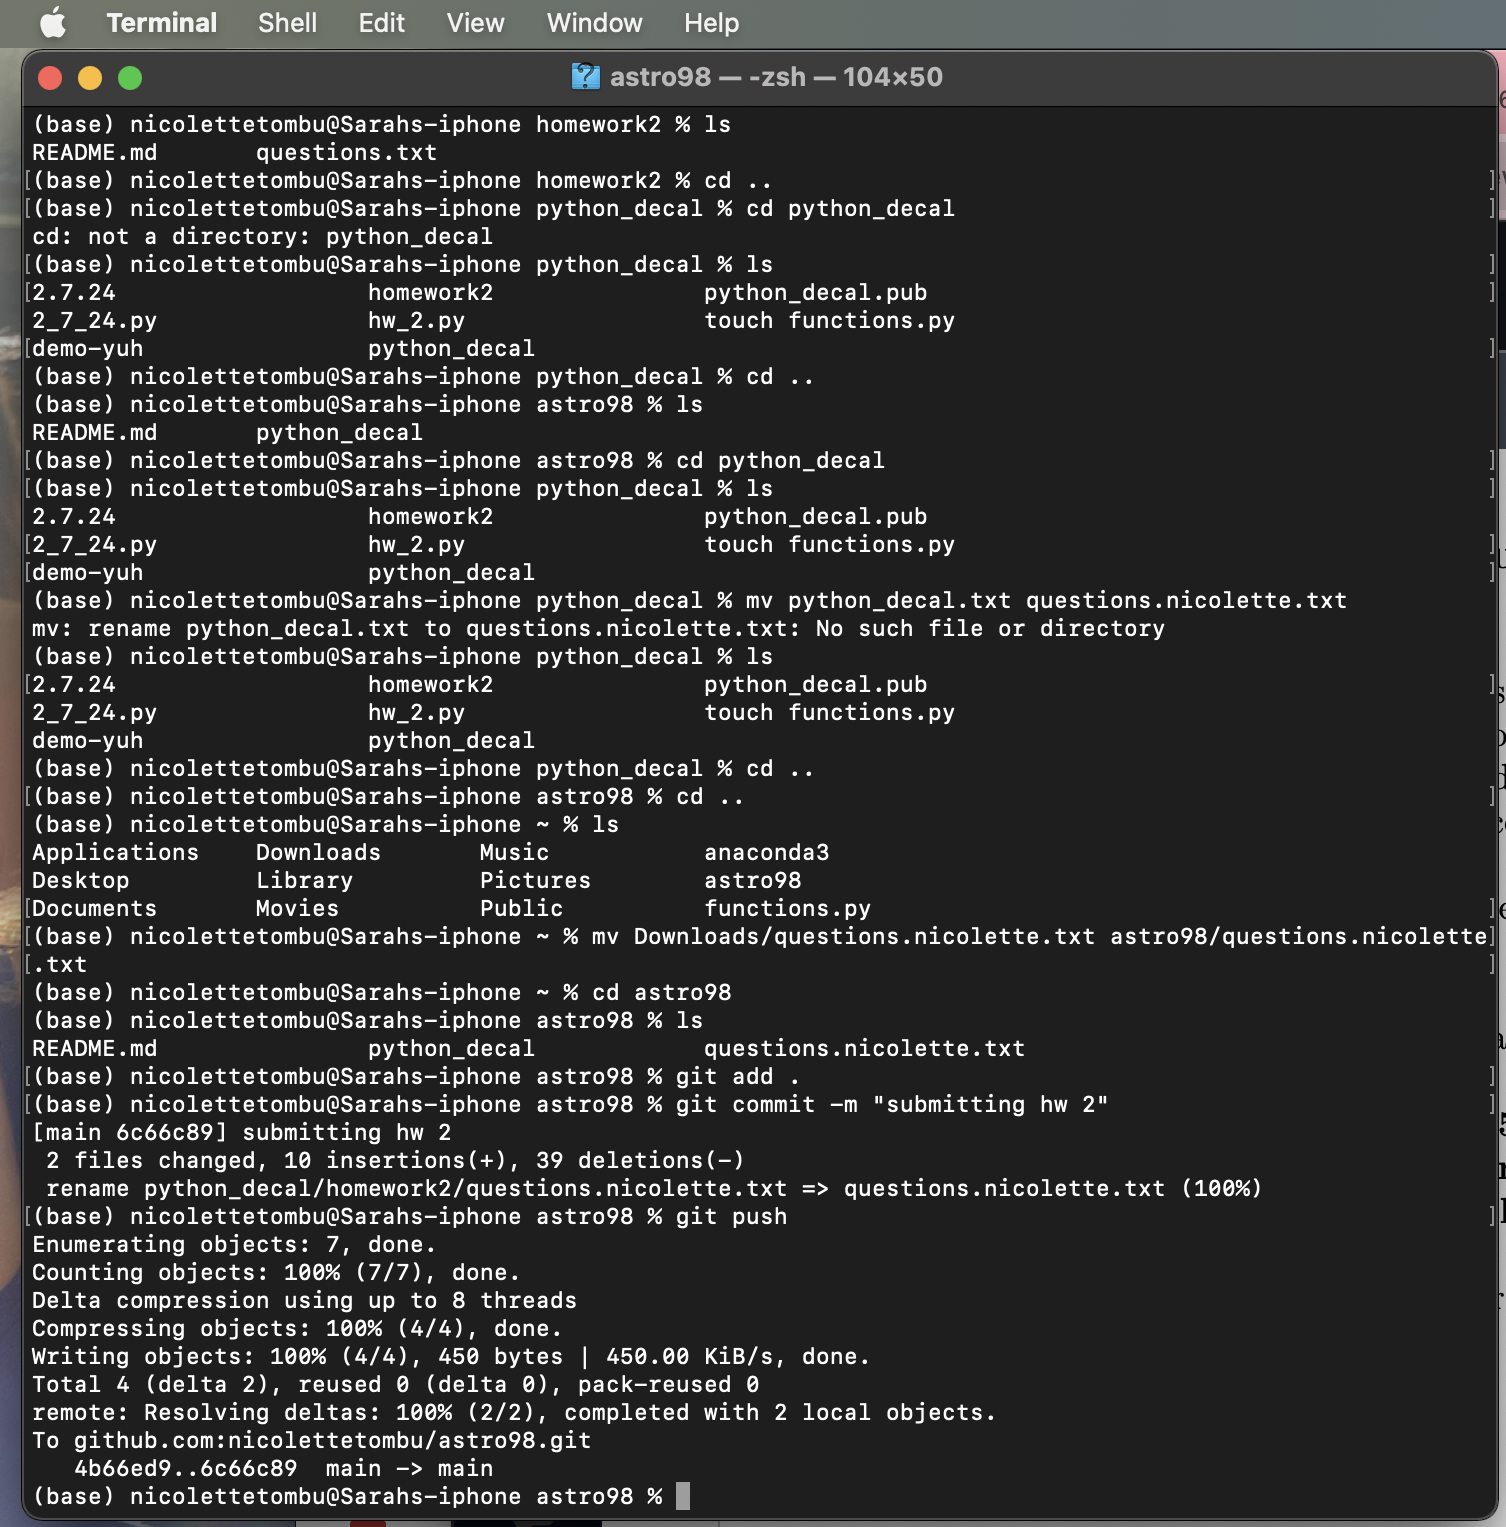 Terminal Shell Edit View Window Help
astro98 — -zsh — 104×50
(base) nicolettetombu@Sarahs-iphone homework2 % ls
README.md questions.txt
[(base) nicolettetombu@Sarahs-iphone homework2 % cd .. ]
[(base) nicolettetombu@Sarahs-iphone python_decal % cd python_decal ]
cd: not a directory: python_decal
[(base) nicolettetombu@Sarahs-iphone python_decal % ls ]
[2.7.24 homework2 python_decal.pub ]
2_7_24.py hw_2.py touch functions.py
[demo-yuh python_decal ]
(base) nicolettetombu@Sarahs-iphone python_decal % cd ..
(base) nicolettetombu@Sarahs-iphone astro98 % ls
README.md python_decal
[(base) nicolettetombu@Sarahs-iphone astro98 % cd python_decal ]
[(base) nicolettetombu@Sarahs-iphone python_decal % ls ]
2.7.24 homework2 python_decal.pub
[2_7_24.py hw_2.py touch functions.py ]
[demo-yuh python_decal ]
(base) nicolettetombu@Sarahs-iphone python_decal % mv python_decal.txt questions.nicolette.txt
mv: rename python_decal.txt to questions.nicolette.txt: No such file or directory
(base) nicolettetombu@Sarahs-iphone python_decal % ls
[2.7.24 homework2 python_decal.pub ]
2_7_24.py hw_2.py touch functions.py
demo-yuh python_decal
(base) nicolettetombu@Sarahs-iphone python_decal % cd ..
[(base) nicolettetombu@Sarahs-iphone astro98 % cd .. ]
(base) nicolettetombu@Sarahs-iphone ~ % ls
Applications Downloads Music anaconda3
Desktop Library Pictures astro98
[Documents Movies Public functions.py ]
[(base) nicolettetombu@Sarahs-iphone ~ % mv Downloads/questions.nicolette.txt astro98/questions.nicolette]
[.txt ]
(base) nicolettetombu@Sarahs-iphone ~ % cd astro98
(base) nicolettetombu@Sarahs-iphone astro98 % ls
README.md python_decal questions.nicolette.txt
[(base) nicolettetombu@Sarahs-iphone astro98 % git add . ]
[(base) nicolettetombu@Sarahs-iphone astro98 % git commit -m "submitting hw 2" ]
[main 6c66c89] submitting hw 2
2 files changed, 10 insertions(+), 39 deletions(-)
rename python_decal/homework2/questions.nicolette.txt => questions.nicolette.txt (100%)
[(base) nicolettetombu@Sarahs-iphone astro98 % git push ]
Enumerating objects: 7, done.
Counting objects: 100% (7/7), done.
Delta compression using up to 8 threads
Compressing objects: 100% (4/4), done.
Writing objects: 100% (4/4), 450 bytes | 450.00 KiB/s, done.
Total 4 (delta 2), reused 0 (delta 0), pack-reused 0
remote: Resolving deltas: 100% (2/2), completed with 2 local objects.
To github.com:nicolettetombu/astro98.git
4b66ed9..6c66c89 main -> main
(base) nicolettetombu@Sarahs-iphone astro98 %